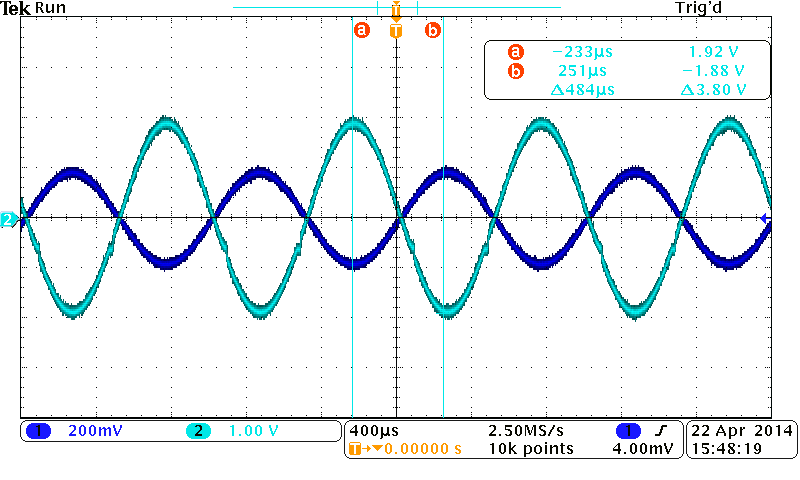 Tek Run Trig'd
T
a T b
a −233µs 1.92 V
b 251µs −1.88 V
Δ484µs Δ3.80 V
2
1 200mV 2 1.00 V 400µs 2.50MS/s 1 22 Apr 2014
T→▼0.00000 s 10k points 4.00mV 15:48:19